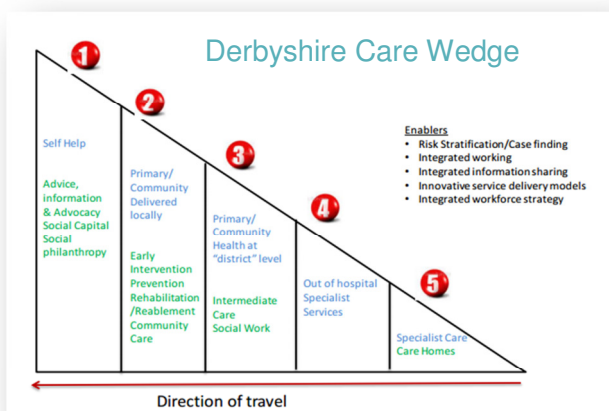 Derbyshire Care Wedge
1
2
3
4
5
Self Help
Advice,
information
& Advocacy
Social Capital
Social
philanthropy
Primary/
Community
Delivered
locally
Early
Intervention
Prevention
Rehabilitation
/Reablement
Community
Care
Primary/
Community
Health at
"district" level
Intermediate
Care
Social Work
Out of hospital
Specialist
Services
Specialist Care
Care Homes
Enablers
• Risk Stratification/Case finding
• Integrated working
• Integrated information sharing
• Innovative service delivery models
• Integrated workforce strategy
Direction of travel